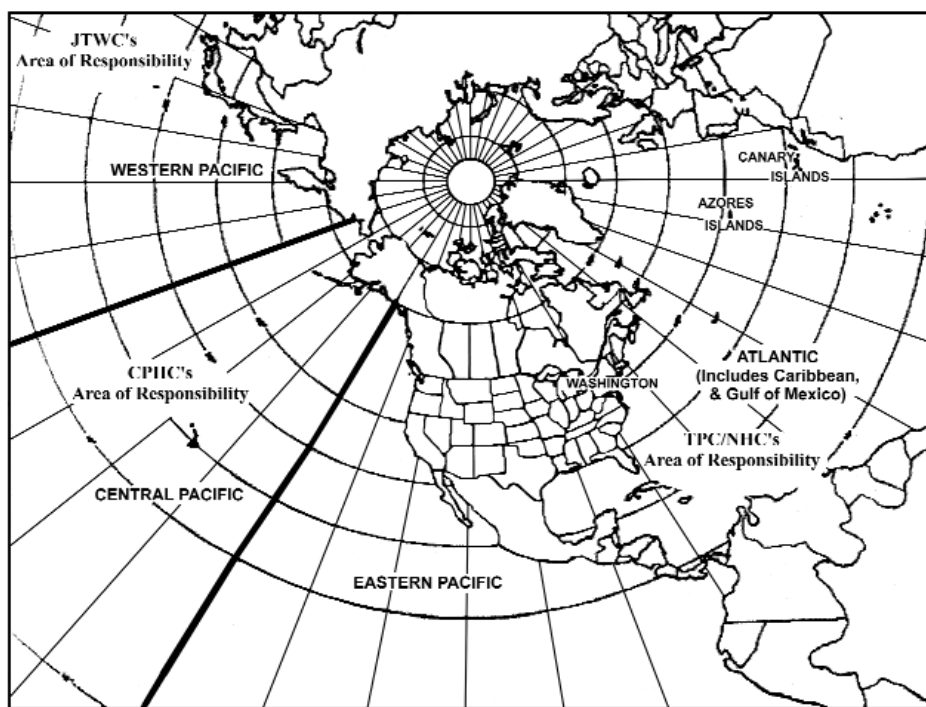 JTWC's
Area of Responsibility
WESTERN PACIFIC
CANARY
ISLANDS
AZORES
ISLANDS
CPHC's
Area of Responsibility
WASHINGTON
ATLANTIC
(Includes Caribbean,
& Gulf of Mexico)
TPC/NHC's
Area of Responsibility
CENTRAL PACIFIC
EASTERN PACIFIC